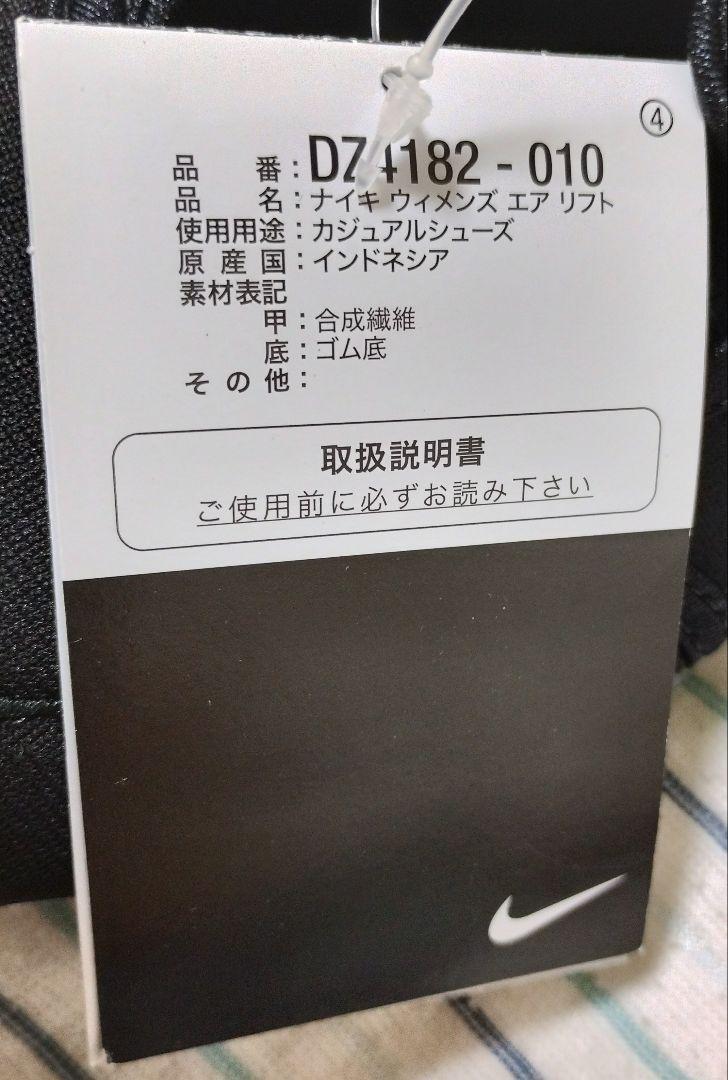 ④
品番：DZ4182 - 010
品名：ナイキ ウィメンズ エア リフト
使用用途：カジュアルシューズ
原産国：インドネシア
素材表記
甲：合成繊維
底：ゴム底
その他：
取扱説明書
ご使用前に必ずお読み下さい